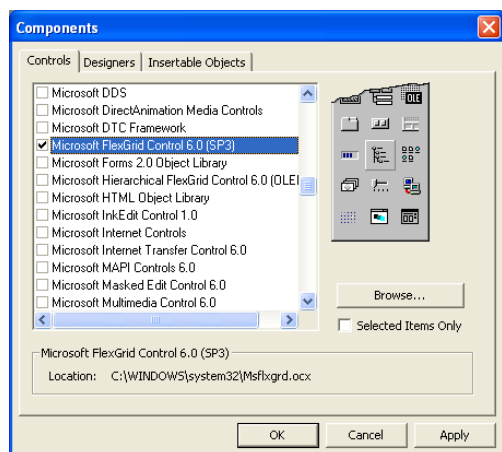 Components
Controls
Designers
Insertable Objects
Microsoft DDS
Microsoft DirectAnimation Media Controls
Microsoft DTC Framework
Microsoft FlexGrid Control 6.0 (SP3)
Microsoft Forms 2.0 Object Library
Microsoft Hierarchical FlexGrid Control 6.0 (OLE
Microsoft HTML Object Library
Microsoft InkEdit Control 1.0
Microsoft Internet Controls
Microsoft Internet Transfer Control 6.0
Microsoft MAPI Controls 6.0
Microsoft Masked Edit Control 6.0
Microsoft Multimedia Control 6.0
OLE
Browse...
Selected Items Only
Microsoft FlexGrid Control 6.0 (SP3)
Location: C:\WINDOWS\system32\Msflxgrd.ocx
OK
Cancel
Apply